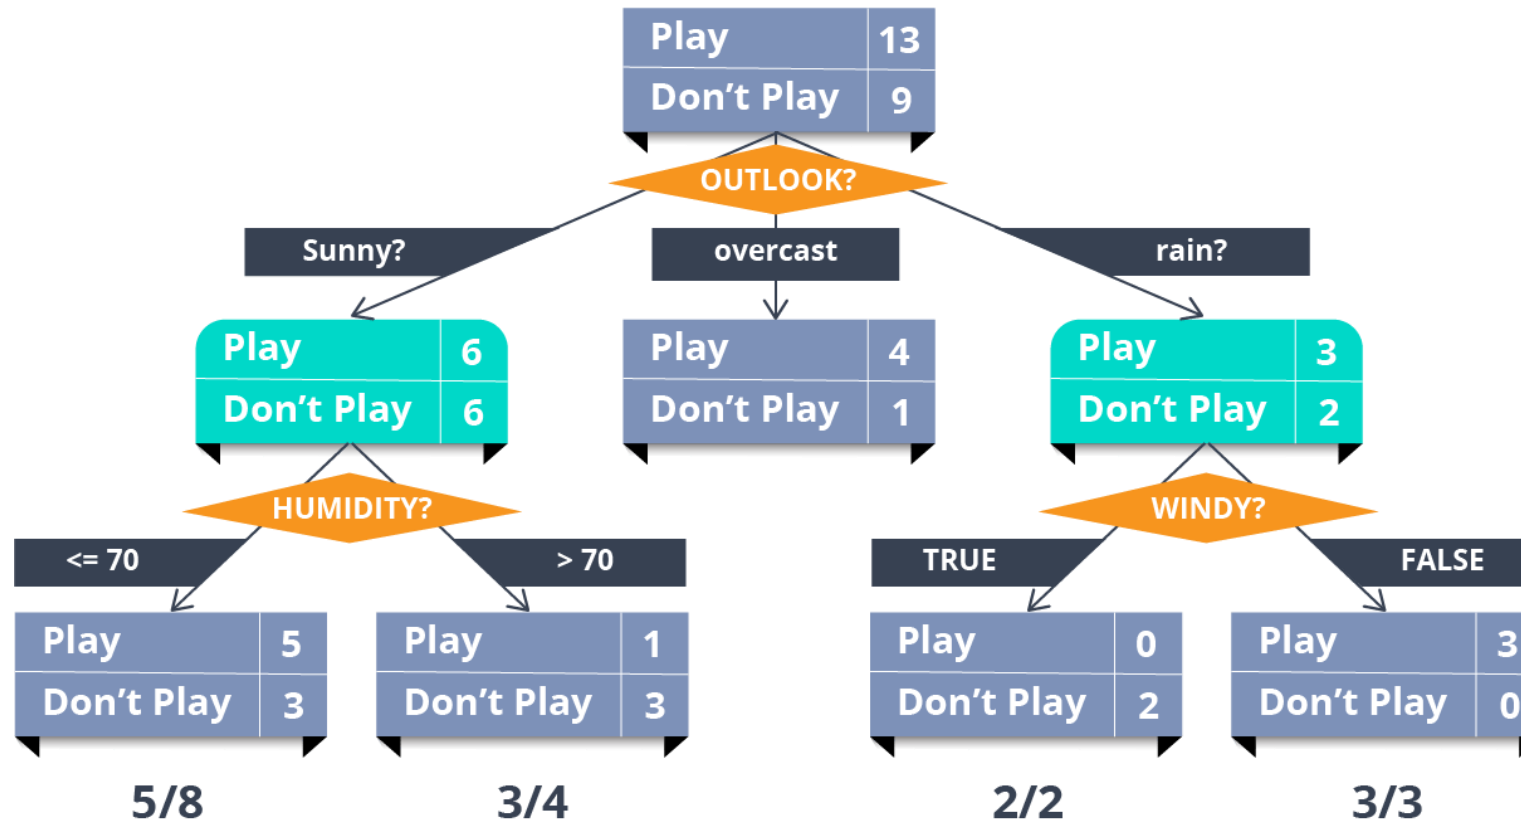 Play 13
Don't Play 9
OUTLOOK?
Sunny?
overcast
rain?
Play 6
Don't Play 6
Play 4
Don't Play 1
Play 3
Don't Play 2
HUMIDITY?
WINDY?
<= 70
> 70
TRUE
FALSE
Play 5
Don't Play 3
Play 1
Don't Play 3
Play 0
Don't Play 2
Play 3
Don't Play 0
5/8
3/4
2/2
3/3